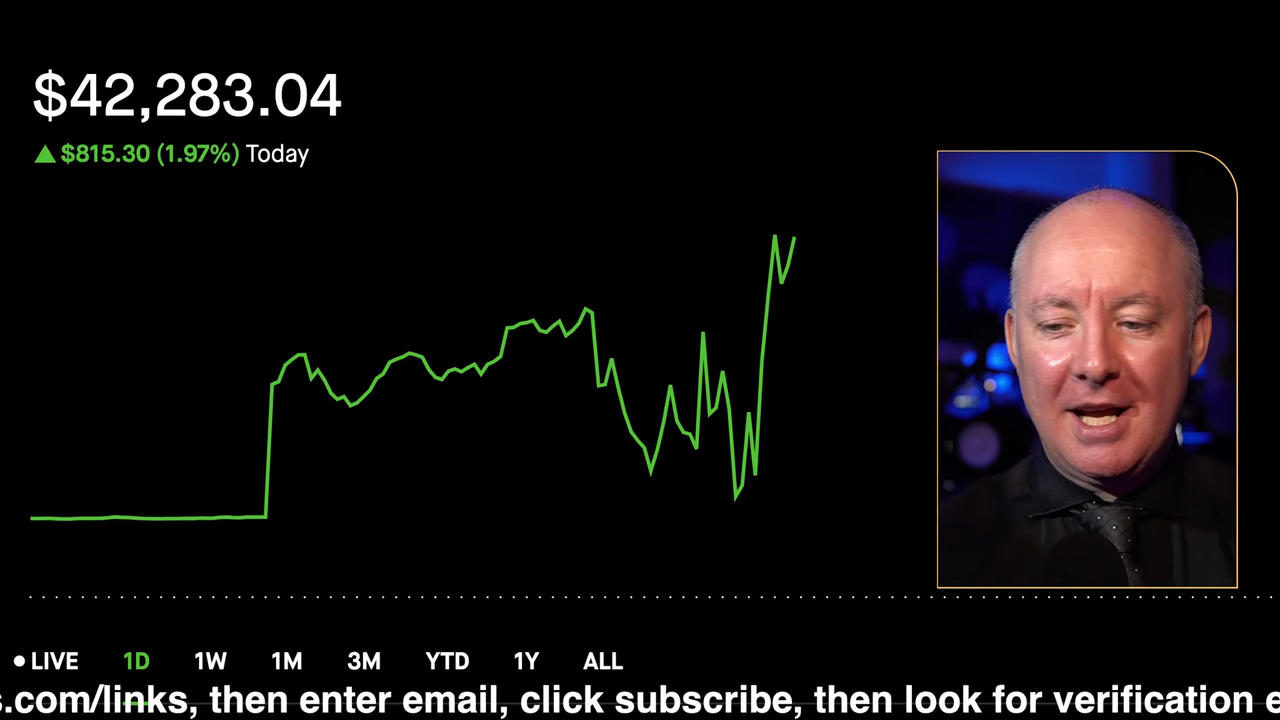 $42,283.04
▲ $815.30 (1.97%) Today
● LIVE 1D 1W 1M 3M YTD 1Y ALL
s.com/links, then enter email, click subscribe, then look for verification e